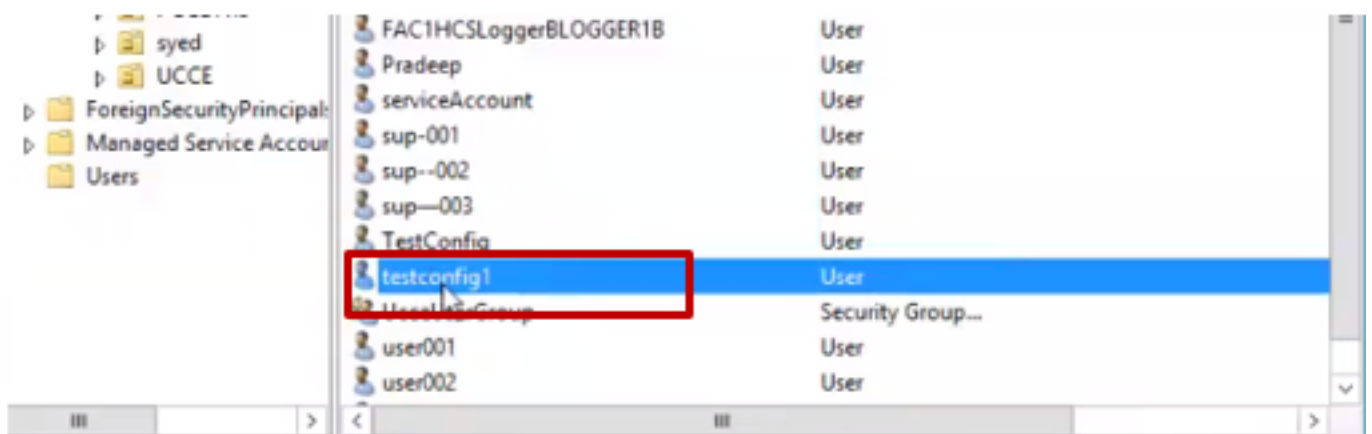 syed
UCCE
ForeignSecurityPrincipal
Managed Service Accour
Users
FAC1HCSLoggerBLOGGER1B User
Pradeep User
serviceAccount User
sup-001 User
sup--002 User
sup—003 User
TestConfig User
testconfig1 User
Security Group...
user001 User
user002 User